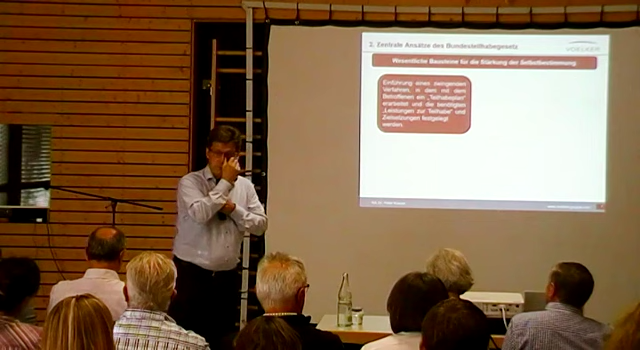 2. Zentrale Ansätze des Bundesteilhabegesetz
VOELKER
Wesentliche Bausteine für die Stärkung der Selbstbestimmung:
Einführung eines zwingenden
Verfahren, in dem mit dem
Betroffenen ein „Teilhabeplan"
erarbeitet und die benötigten
„Leistungen zur Teilhabe" und
Zielsetzungen festgelegt
werden.